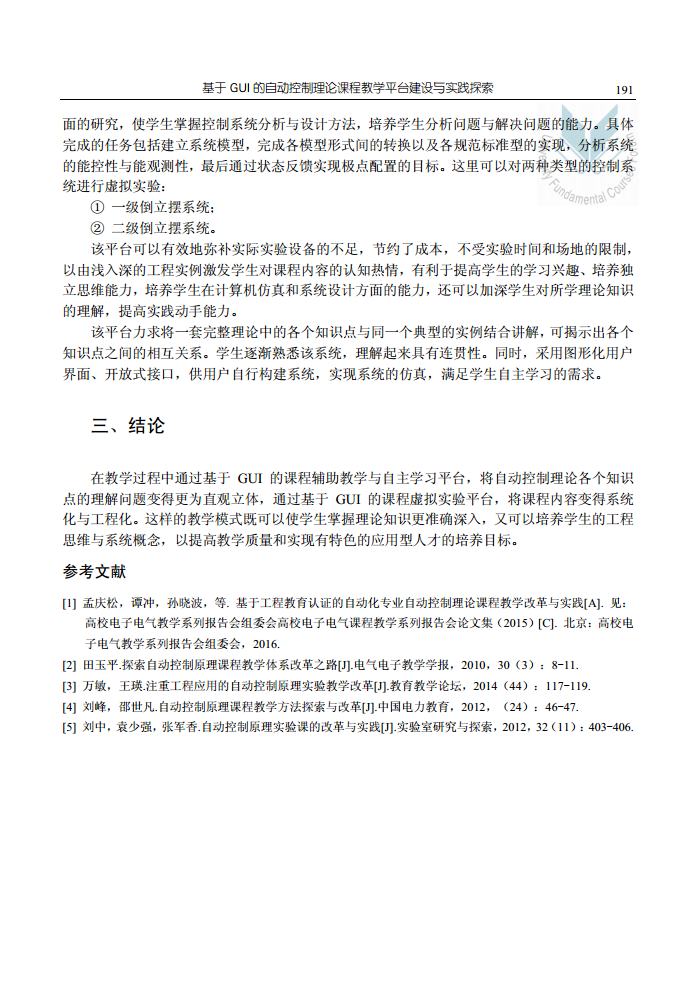 基于 GUI 的自动控制理论课程教学平台建设与实践探索 191
面的研究，使学生掌握控制系统分析与设计方法，培养学生分析问题与解决问题的能力。具体
完成的任务包括建立系统模型，完成各模型形式间的转换以及各规范标准型的实现，分析系统
的能控性与能观测性，最后通过状态反馈实现极点配置的目标。这里可以对两种类型的控制系
统进行虚拟实验：
① 一级倒立摆系统；
② 二级倒立摆系统。
该平台可以有效地弥补实际实验设备的不足，节约了成本，不受实验时间和场地的限制，
以由浅入深的工程实例激发学生对课程内容的认知热情，有利于提高学生的学习兴趣、培养独
立思维能力，培养学生在计算机仿真和系统设计方面的能力，还可以加深学生对所学理论知识
的理解，提高实践动手能力。
该平台力求将一套完整理论中的各个知识点与同一个典型的实例结合讲解，可揭示出各个
知识点之间的相互关系。学生逐渐熟悉该系统，理解起来具有连贯性。同时，采用图形化用户
界面、开放式接口，供用户自行构建系统，实现系统的仿真，满足学生自主学习的需求。
三、结论
在教学过程中通过基于 GUI 的课程辅助教学与自主学习平台，将自动控制理论各个知识
点的理解问题变得更为直观立体，通过基于 GUI 的课程虚拟实验平台，将课程内容变得系统
化与工程化。这样的教学模式既可以使学生掌握理论知识更准确深入，又可以培养学生的工程
思维与系统概念，以提高教学质量和实现有特色的应用型人才的培养目标。
参考文献
[1] 孟庆松，谭冲，孙晓波，等. 基于工程教育认证的自动化专业自动控制理论课程教学改革与实践[A]. 见：
高校电子电气教学系列报告会组委会高校电子电气课程教学系列报告会论文集（2015）[C]. 北京：高校电
子电气教学系列报告会组委会，2016.
[2] 田玉平.探索自动控制原理课程教学体系改革之路[J].电气电子教学学报，2010，30（3）：8-11.
[3] 万敏，王瑛.注重工程应用的自动控制原理实验教学改革[J].教育教学论坛，2014（44）：117-119.
[4] 刘峰，邵世凡.自动控制原理课程教学方法探索与改革[J].中国电力教育，2012，（24）：46-47.
[5] 刘中，袁少强，张军香.自动控制原理实验课的改革与实践[J].实验室研究与探索，2012，32（11）：403-406.
Fundamental Course